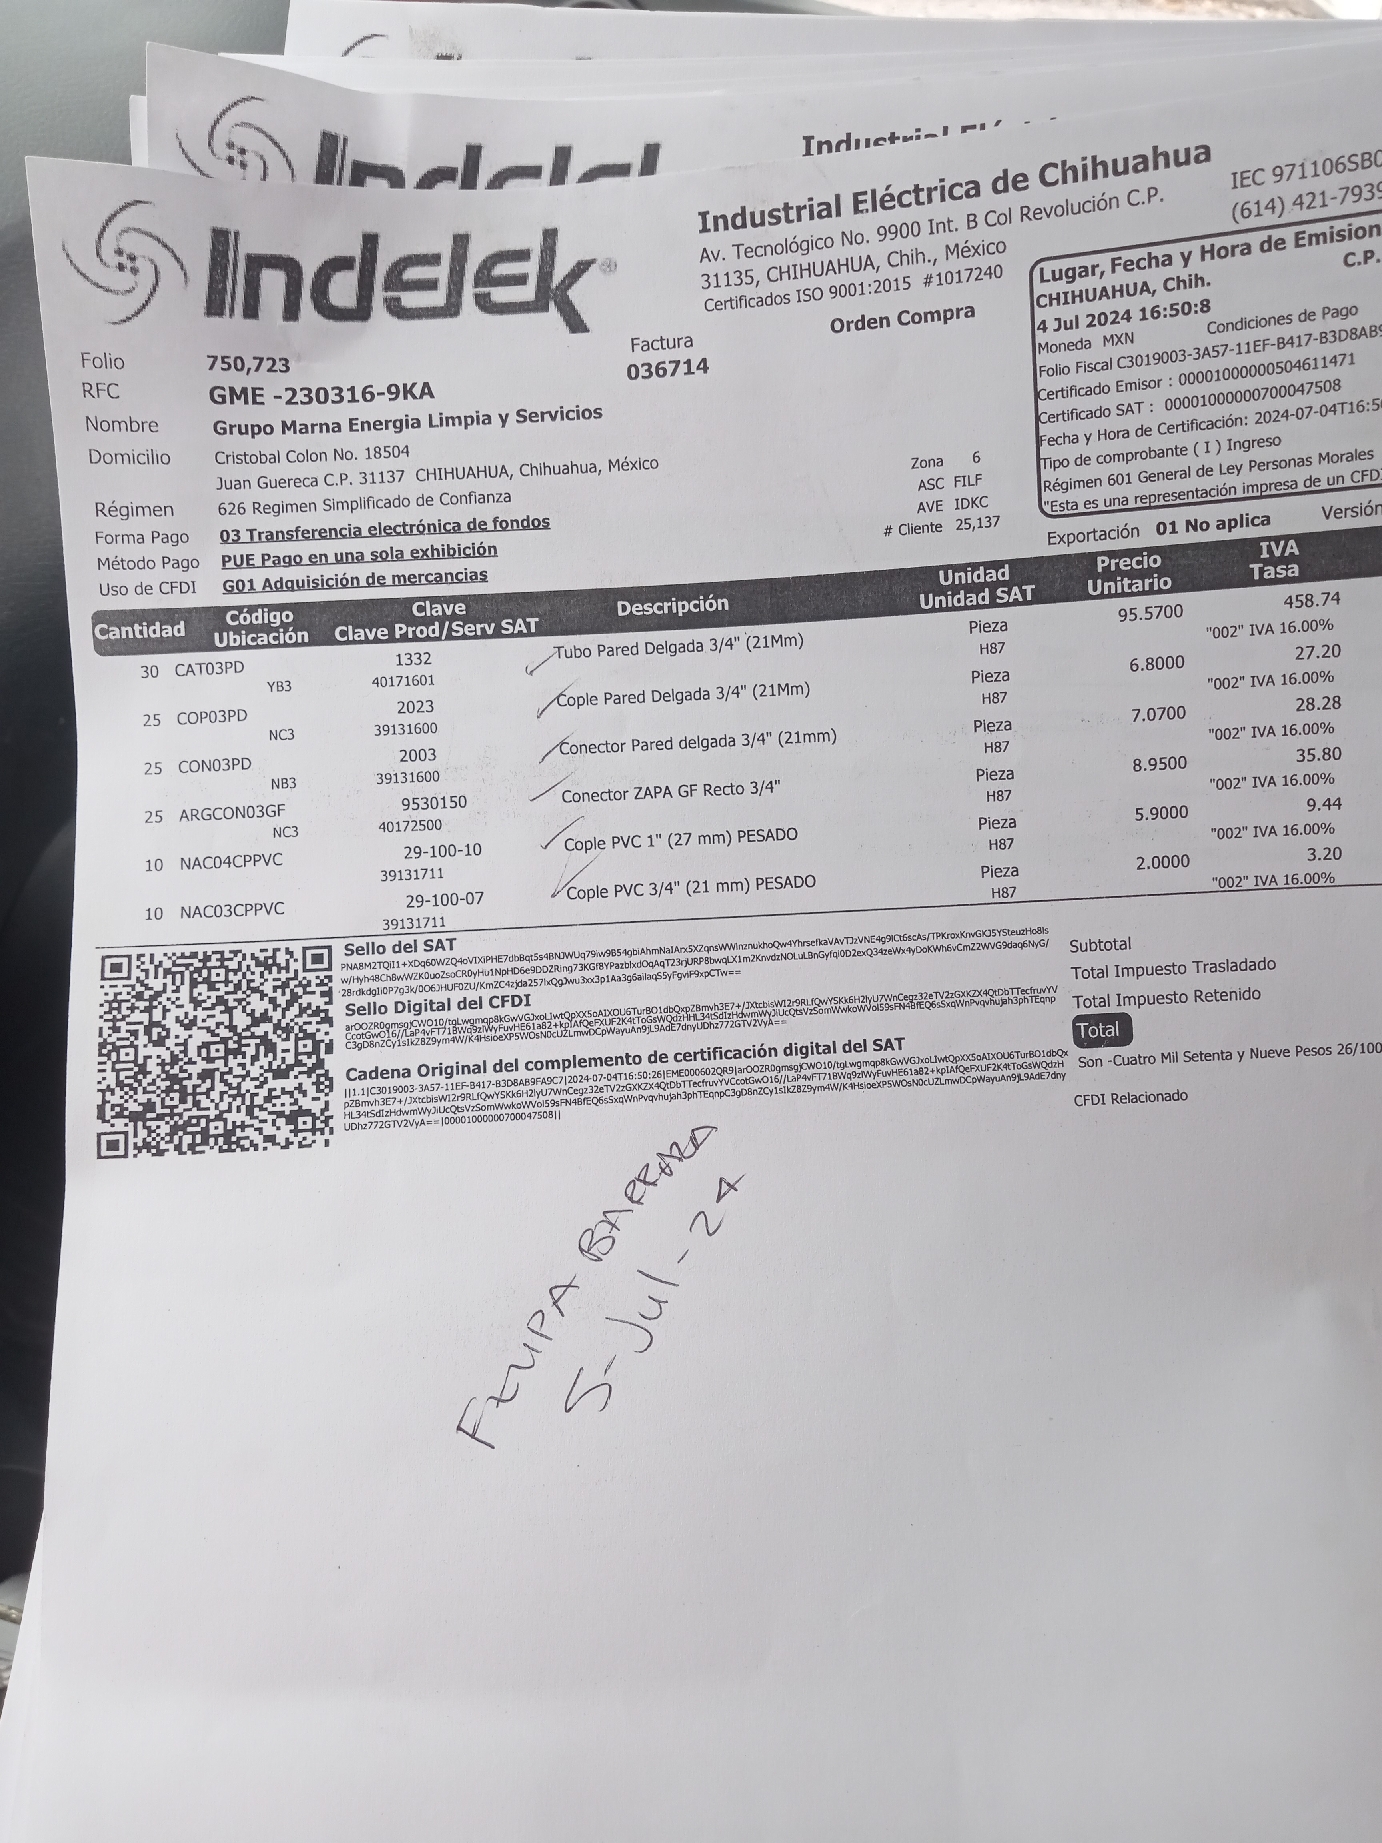 Indelek®
Industrial Eléctrica de Chihuahua
Av. Tecnológico No. 9900 Int. B Col Revolución C.P.
31135, CHIHUAHUA, Chih., México
Certificados ISO 9001:2015 #1017240
IEC 971106SB0
(614) 421-7939
Lugar, Fecha y Hora de Emision
CHIHUAHUA, Chih. C.P.
4 Jul 2024 16:50:8
Moneda MXN Condiciones de Pago
Folio Fiscal C3019003-3A57-11EF-B417-B3D8AB9
Certificado Emisor : 00001000000504611471
Certificado SAT : 00001000000700047508
Fecha y Hora de Certificación: 2024-07-04T16:50
Tipo de comprobante ( I ) Ingreso
Régimen 601 General de Ley Personas Morales
"Esta es una representación impresa de un CFDI
Exportación 01 No aplica Versión
Orden Compra
Factura
036714
Folio 750,723
RFC GME -230316-9KA
Nombre Grupo Marna Energia Limpia y Servicios
Domicilio Cristobal Colon No. 18504
Juan Guereca C.P. 31137 CHIHUAHUA, Chihuahua, México
Régimen 626 Regimen Simplificado de Confianza
Forma Pago 03 Transferencia electrónica de fondos
Método Pago PUE Pago en una sola exhibición
Uso de CFDI G01 Adquisición de mercancias
Zona 6
ASC FILF
AVE IDKC
# Cliente 25,137
Cantidad Código Clave Descripción Unidad Precio IVA
Ubicación Clave Prod/Serv SAT Unidad SAT Unitario Tasa
30 CAT03PD 1332 Tubo Pared Delgada 3/4" (21Mm) Pieza 95.5700 458.74
YB3 40171601 H87 "002" IVA 16.00%
25 COP03PD 2023 Cople Pared Delgada 3/4" (21Mm) Pieza 6.8000 27.20
NC3 39131600 H87 "002" IVA 16.00%
25 CON03PD 2003 Conector Pared delgada 3/4" (21mm) Pieza 7.0700 28.28
NB3 39131600 H87 "002" IVA 16.00%
25 ARGCON03GF 9530150 Conector ZAPA GF Recto 3/4" Pieza 8.9500 35.80
NC3 40172500 H87 "002" IVA 16.00%
10 NAC04CPPVC 29-100-10 Cople PVC 1" (27 mm) PESADO Pieza 5.9000 9.44
39131711 H87 "002" IVA 16.00%
10 NAC03CPPVC 29-100-07 Cople PVC 3/4" (21 mm) PESADO Pieza 2.0000 3.20
39131711 H87 "002" IVA 16.00%
Sello del SAT
Sello Digital del CFDI
Cadena Original del complemento de certificación digital del SAT
Subtotal
Total Impuesto Trasladado
Total Impuesto Retenido
Total
Son -Cuatro Mil Setenta y Nueve Pesos 26/100
CFDI Relacionado
BARRAZA
5-Jul-24